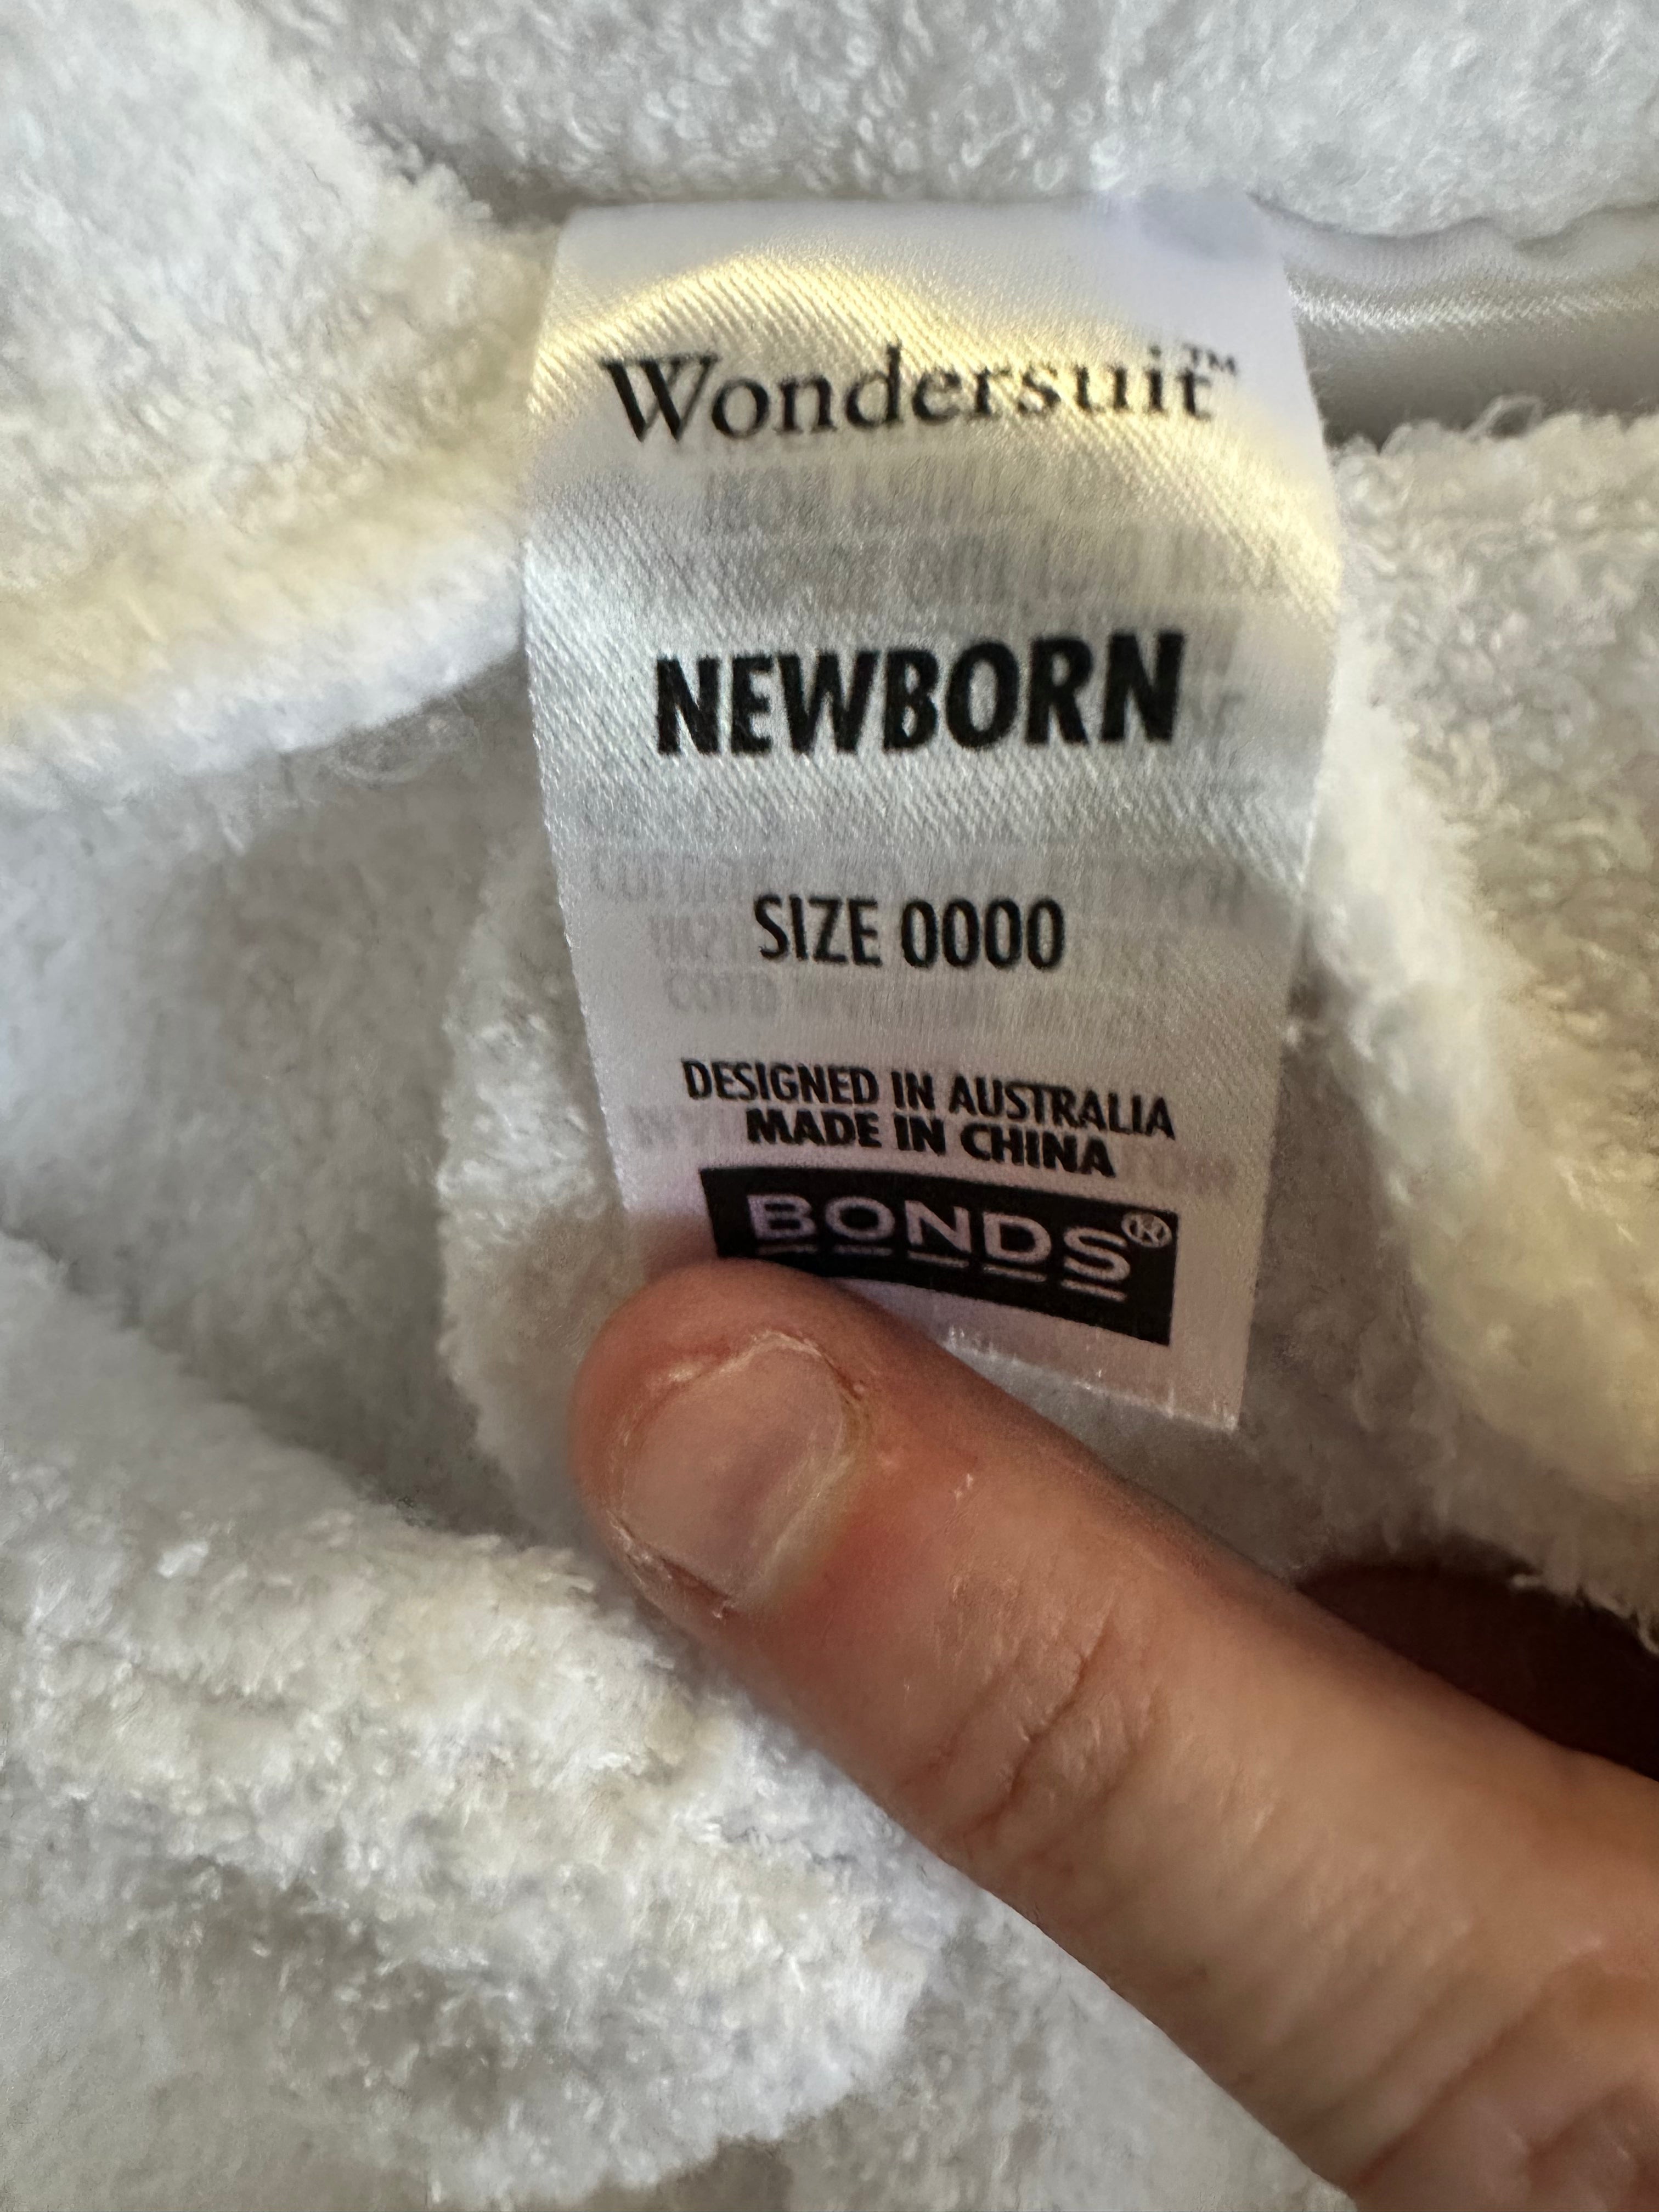 Wondersuit™
NEWBORN
SIZE 0000
DESIGNED IN AUSTRALIA
MADE IN CHINA
BONDS®